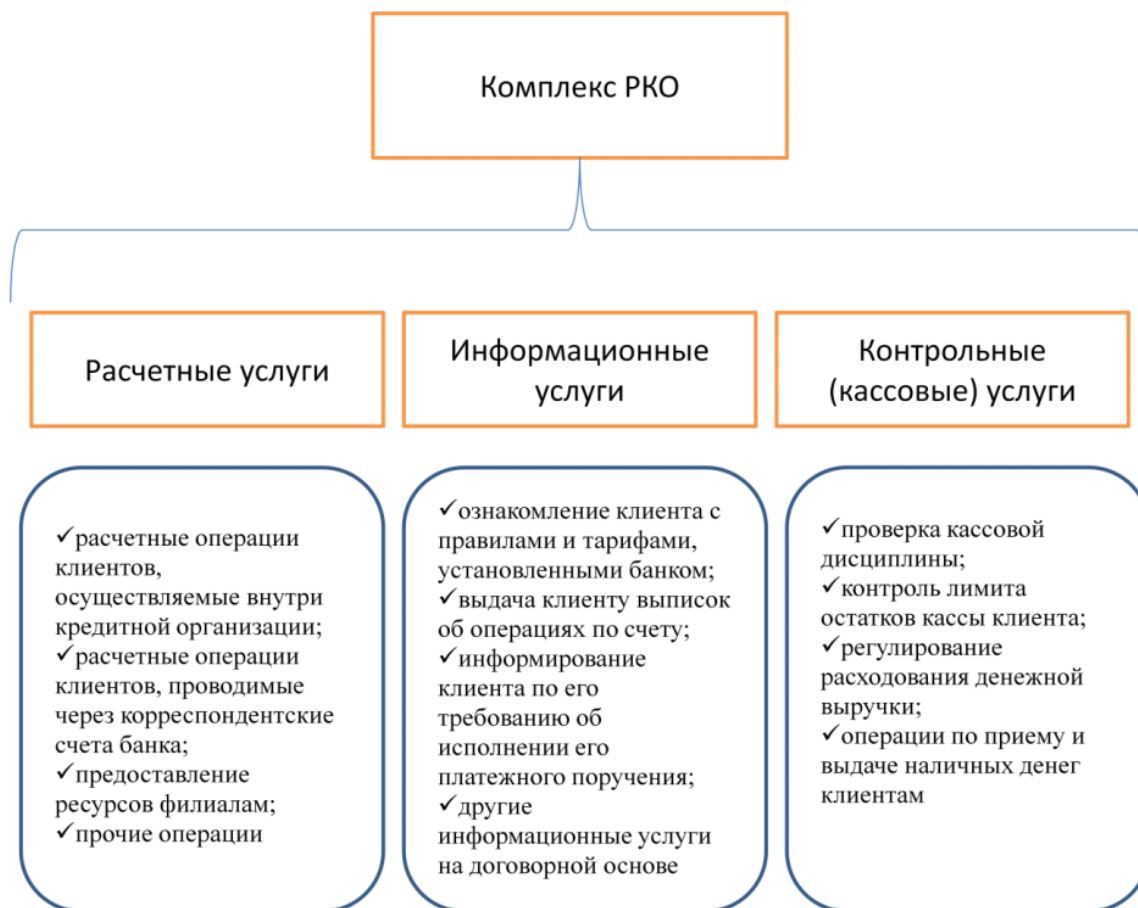 Комплекс РКО
Расчетные услуги
Информационные
услуги
Контрольные
(кассовые) услуги
✓расчетные операции
клиентов,
осуществляемые внутри
кредитной организации;
✓расчетные операции
клиентов, проводимые
через корреспондентские
счета банка;
✓предоставление
ресурсов филиалам;
✓прочие операции
✓ознакомление клиента с
правилами и тарифами,
установленными банком;
✓выдача клиенту выписок
об операциях по счету;
✓информирование
клиента по его
требованию об
исполнении его
платежного поручения;
✓другие
информационные услуги
на договорной основе
✓проверка кассовой
дисциплины;
✓контроль лимита
остатков кассы клиента;
✓регулирование
расходования денежной
выручки;
✓операции по приему и
выдаче наличных денег
клиентам